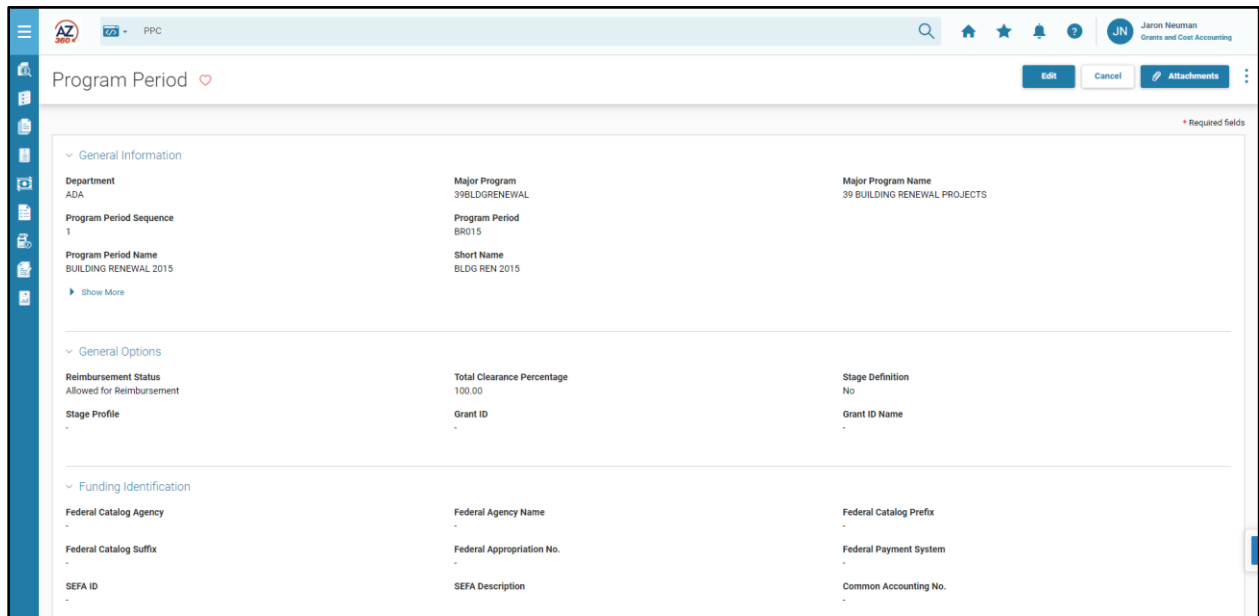 AZ 360 PPC JN Jaron Neuman
Grants and Cost Accounting
Program Period Edit Cancel Attachments
* Required fields
General Information
Department Major Program Major Program Name
ADA 39BLDGRENEWAL 39 BUILDING RENEWAL PROJECTS
Program Period Sequence Program Period
1 BR015
Program Period Name Short Name
BUILDING RENEWAL 2015 BLDG REN 2015
Show More
General Options
Reimbursement Status Total Clearance Percentage Stage Definition
Allowed for Reimbursement 100.00 No
Stage Profile Grant ID Grant ID Name
- - -
Funding Identification
Federal Catalog Agency Federal Agency Name Federal Catalog Prefix
- - -
Federal Catalog Suffix Federal Appropriation No. Federal Payment System
- - -
SEFA ID SEFA Description Common Accounting No.
- -